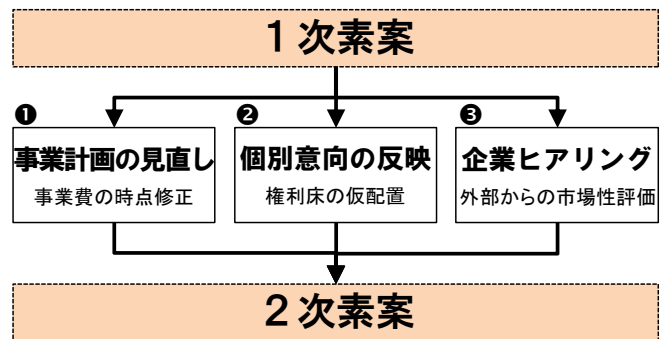 １次素案
❶
事業計画の見直し
事業費の時点修正
❷
個別意向の反映
権利床の仮配置
❸
企業ヒアリング
外部からの市場性評価
２次素案